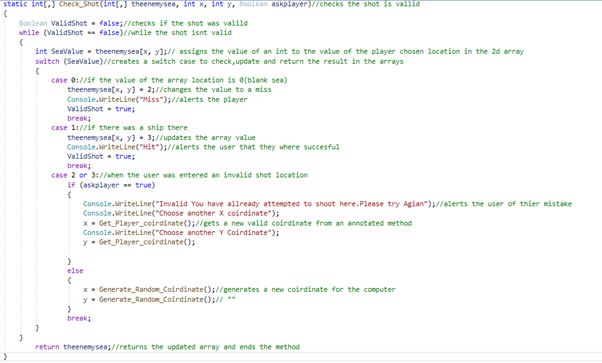 static int[,] Check_Shot(int[,] theenemysea, int x, int y, Boolean askplayer)//checks the shot is vallid
{
Boolean ValidShot = false;//checks if the shot was valild
while (ValidShot == false)//while the shot isnt valid
{
int SeaValue = theenemysea[x, y];// assigns the value of an int to the value of the player chosen location in the 2d array
switch (SeaValue)//creates a switch case to check,update and return the result in the arrays
{
case 0://if the value of the array location is 0(blank sea)
theenemysea[x, y] = 2;//changes the value to a miss
Console.WriteLine("Miss");//alerts the player
ValidShot = true;
break;
case 1://if there was a ship there
theenemysea[x, y] = 3;//updates the array value
Console.WriteLine("Hit");//alerts the user that they where succesful
ValidShot = true;
break;
case 2 or 3://when the user was entered an invalid shot location
if (askplayer == true)
{
Console.WriteLine("Invalid You have allready attempted to shoot here.Please try Agian");//alerts the user of thier mistake
Console.WriteLine("Choose another X coirdinate");
x = Get_Player_coirdinate();//gets a new valid coirdinate from an annotated method
Console.WriteLine("Choose another Y Coirdinate");
y = Get_Player_coirdinate();
}
else
{
x = Generate_Random_Coirdinate();//generates a new coirdinate for the computer
y = Generate_Random_Coirdinate();// ""
}
break;
}
}
return theenemysea;//returns the updated array and ends the method
}